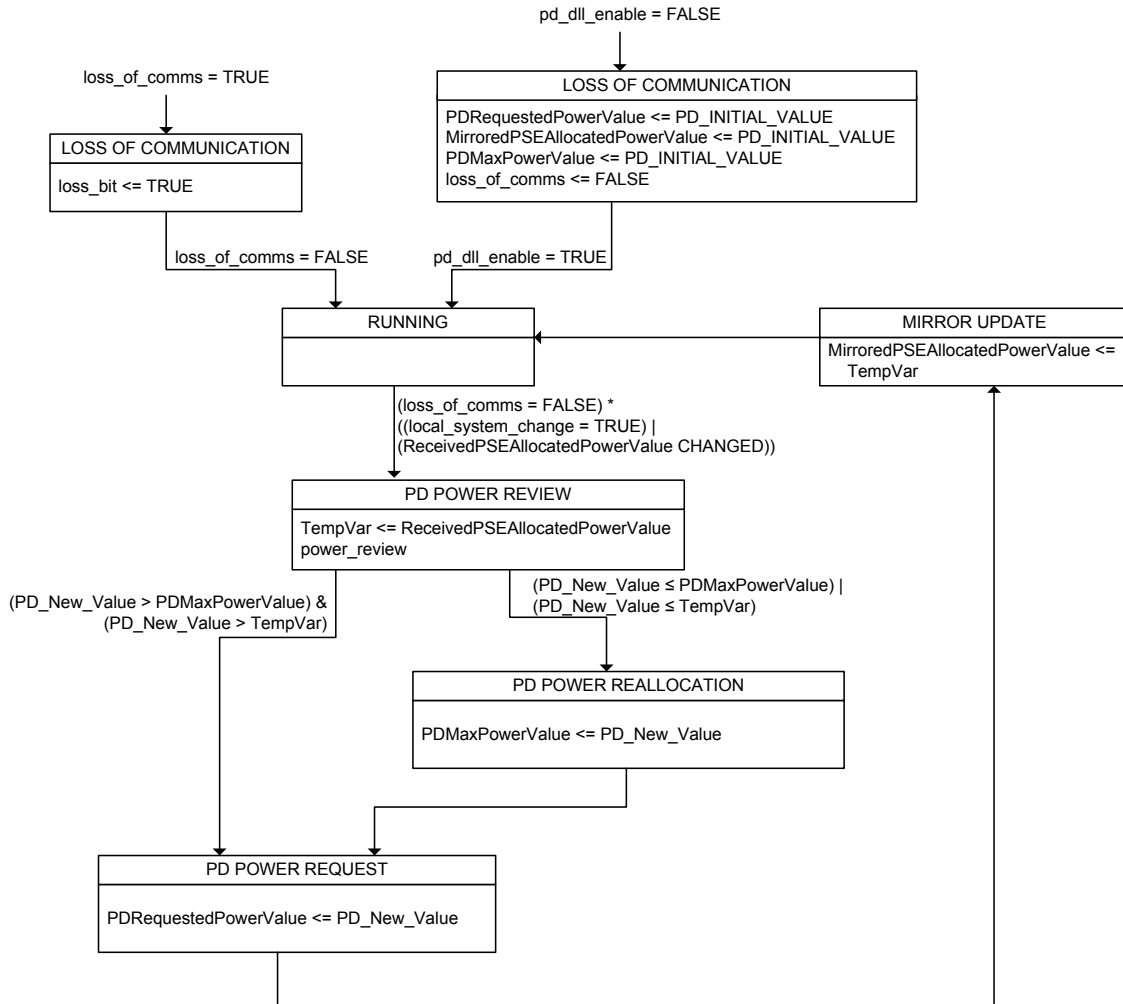 pd_dll_enable = FALSE
loss_of_comms = TRUE
LOSS OF COMMUNICATION
PDRequestedPowerValue <= PD_INITIAL_VALUE
MirroredPSEAllocatedPowerValue <= PD_INITIAL_VALUE
PDMaxPowerValue <= PD_INITIAL_VALUE
loss_of_comms <= FALSE
LOSS OF COMMUNICATION
loss_bit <= TRUE
loss_of_comms = FALSE
pd_dll_enable = TRUE
RUNNING
MIRROR UPDATE
MirroredPSEAllocatedPowerValue <=
TempVar
(loss_of_comms = FALSE) *
((local_system_change = TRUE) |
(ReceivedPSEAllocatedPowerValue CHANGED))
PD POWER REVIEW
TempVar <= ReceivedPSEAllocatedPowerValue
power_review
(PD_New_Value > PDMaxPowerValue) &
(PD_New_Value > TempVar)
(PD_New_Value ≤ PDMaxPowerValue) |
(PD_New_Value ≤ TempVar)
PD POWER REALLOCATION
PDMaxPowerValue <= PD_New_Value
PD POWER REQUEST
PDRequestedPowerValue <= PD_New_Value